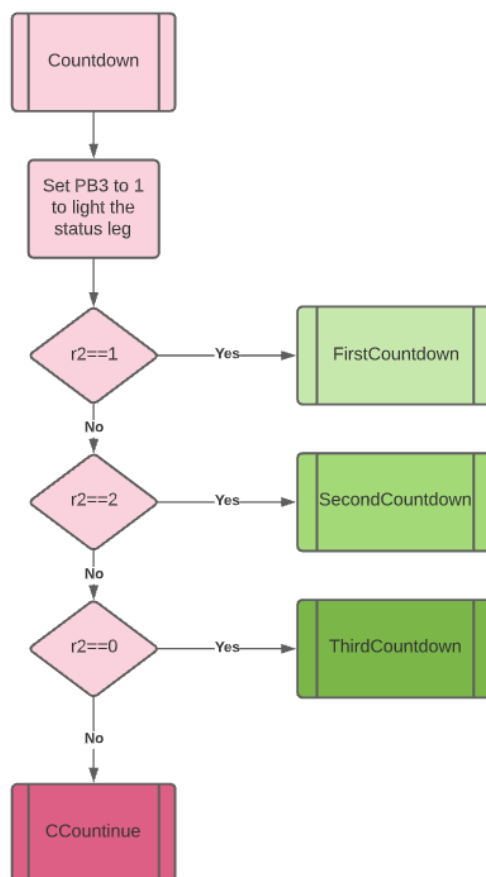 Countdown
Set PB3 to 1
to light the
status leg
r2==1
Yes
FirstCountdown
No
r2==2
Yes
SecondCountdown
No
r2==0
Yes
ThirdCountdown
No
CCountinue